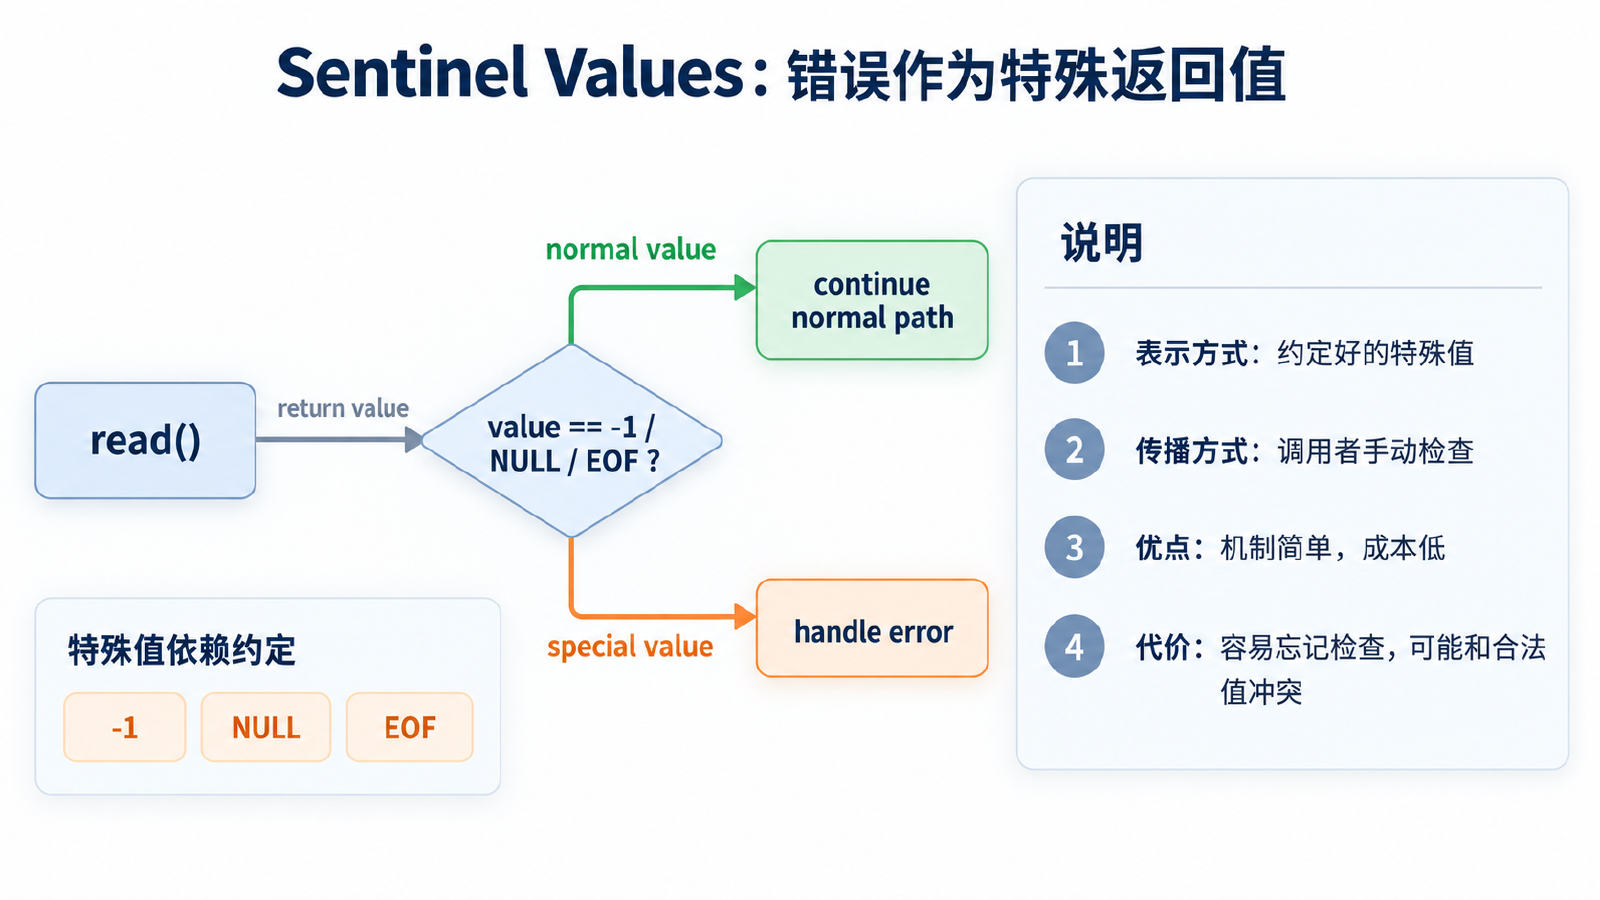 Sentinel Values：错误作为特殊返回值
read()
return value
value == -1 /
NULL / EOF ?
normal value
continue
normal path
special value
handle error
特殊值依赖约定
-1
NULL
EOF
说明
1 表示方式：约定好的特殊值
2 传播方式：调用者手动检查
3 优点：机制简单，成本低
4 代价：容易忘记检查，可能和合法
值冲突